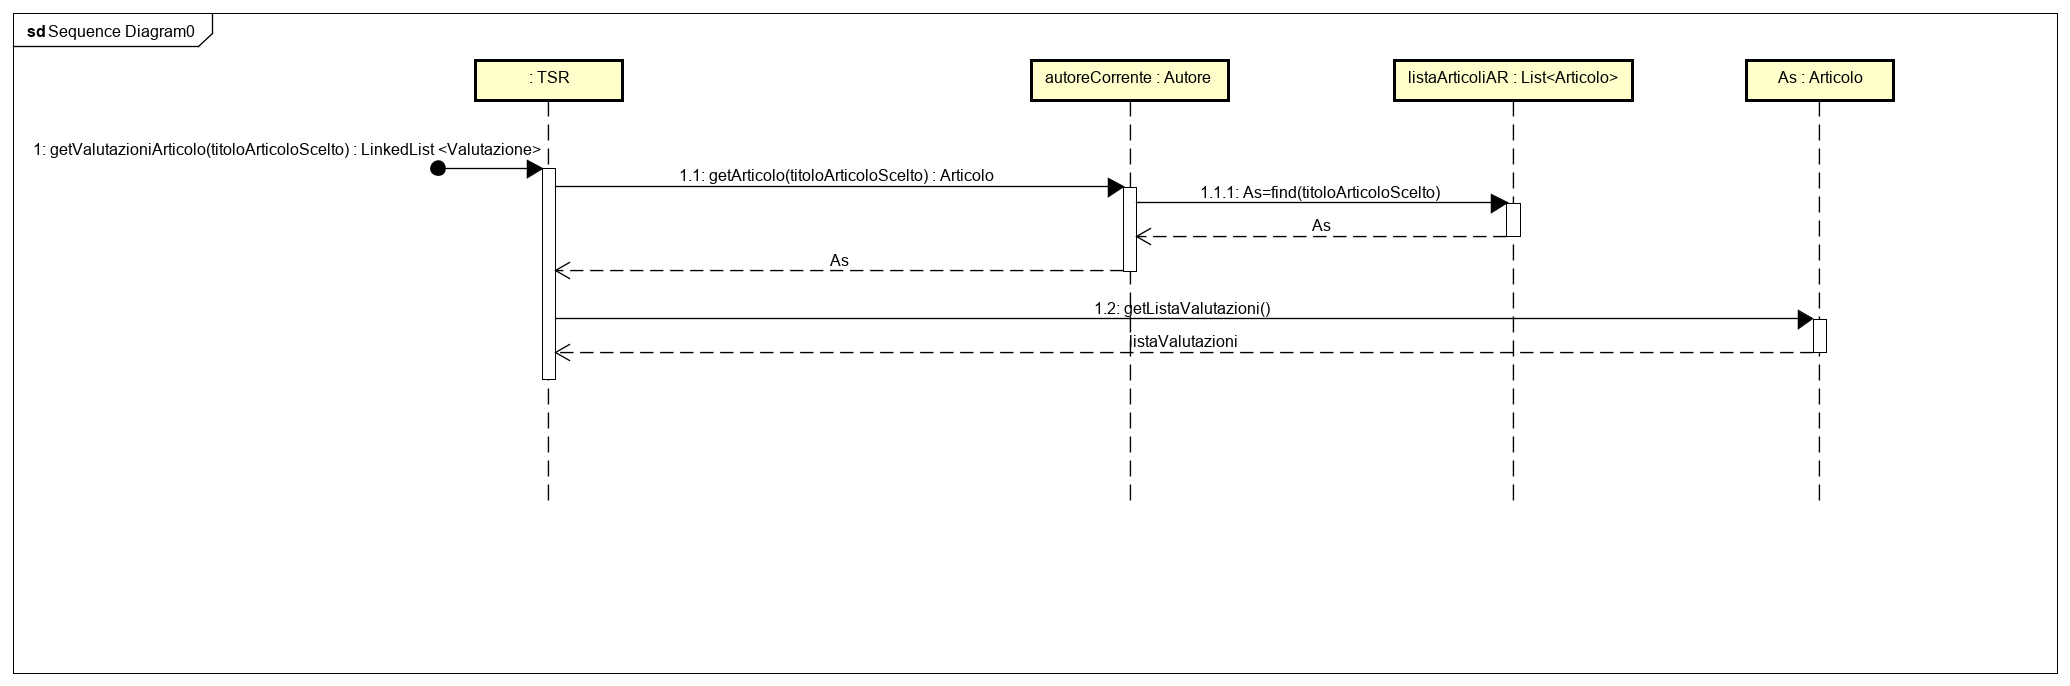 sd Sequence Diagram0
: TSR
autoreCorrente : Autore
listaArticoliAR : List<Articolo>
As : Articolo
1: getValutazioniArticolo(titoloArticoloScelto) : LinkedList <Valutazione>
1.1: getArticolo(titoloArticoloScelto) : Articolo
1.1.1: As=find(titoloArticoloScelto)
As
As
1.2: getListaValutazioni()
listaValutazioni